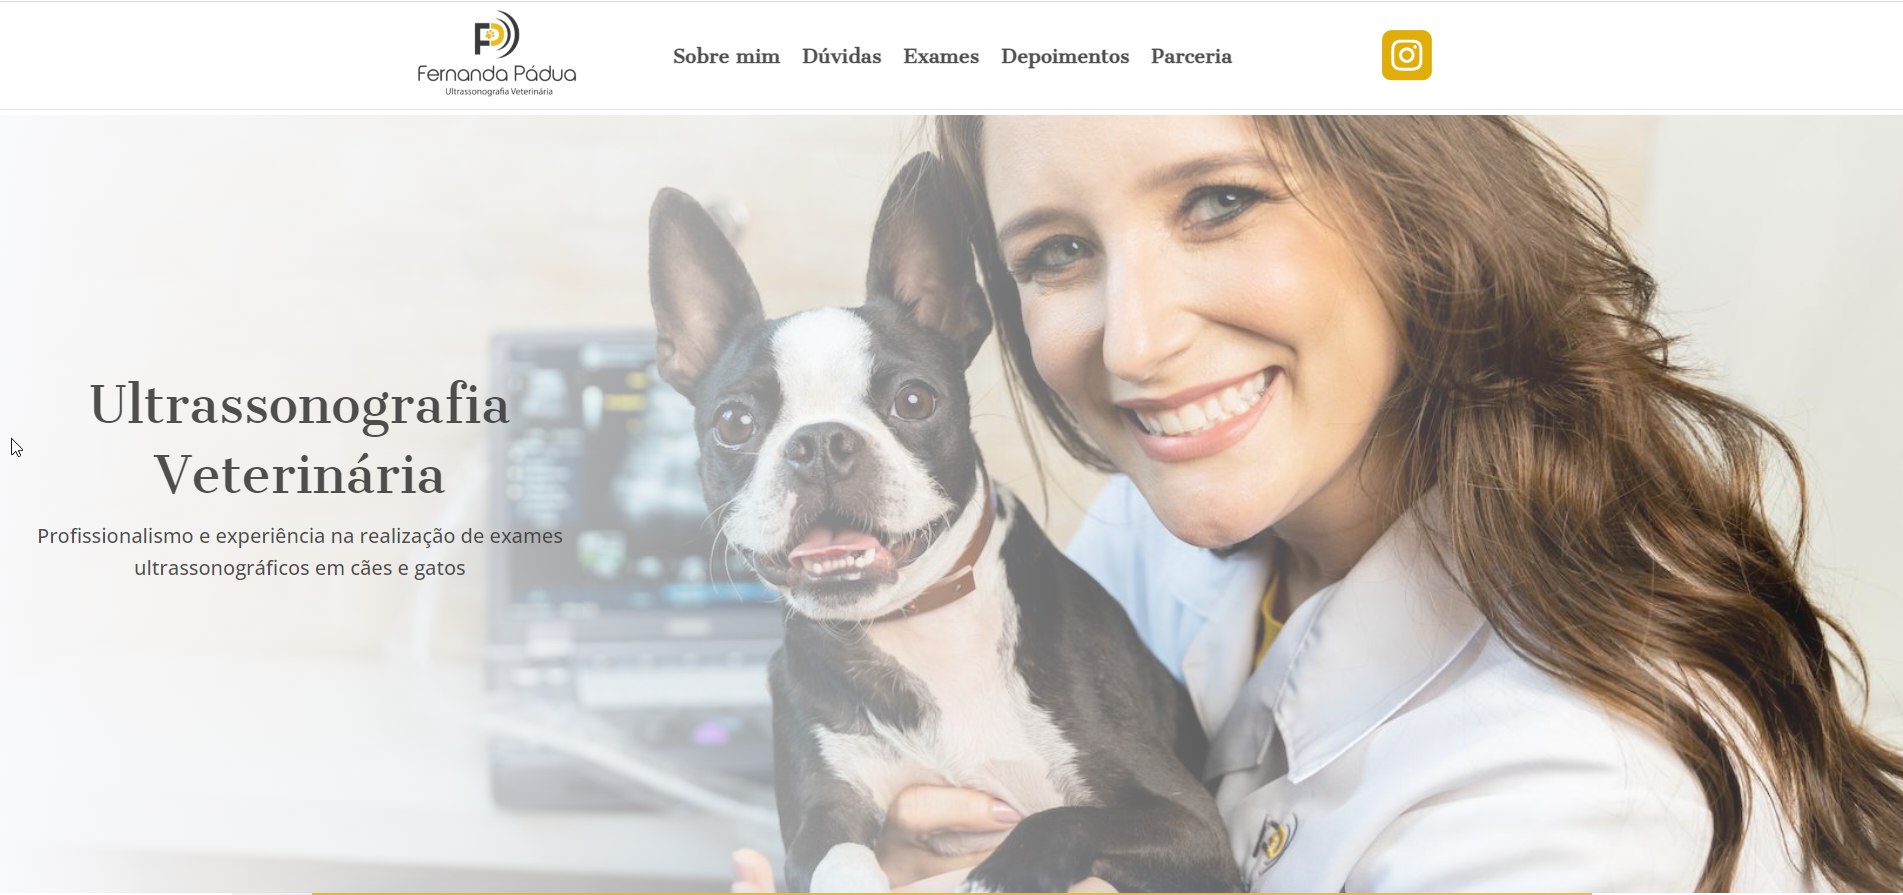 Fernanda Pádua
Ultrassonografia Veterinária
Sobre mim
Dúvidas
Exames
Depoimentos
Parceria
Ultrassonografia
Veterinária
Profissionalismo e experiência na realização de exames
ultrassonográficos em cães e gatos